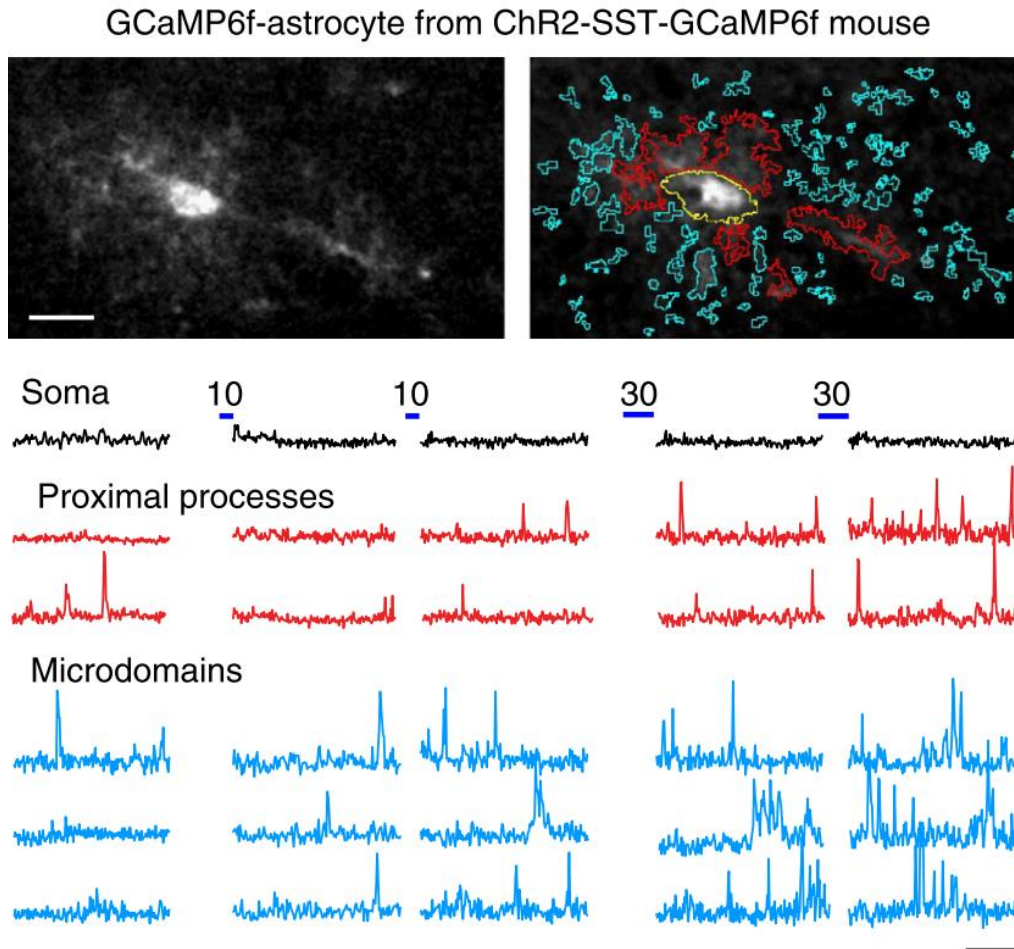 GCaMP6f-astrocyte from ChR2-SST-GCaMP6f mouse
Soma 10 10 30 30
Proximal processes
Microdomains